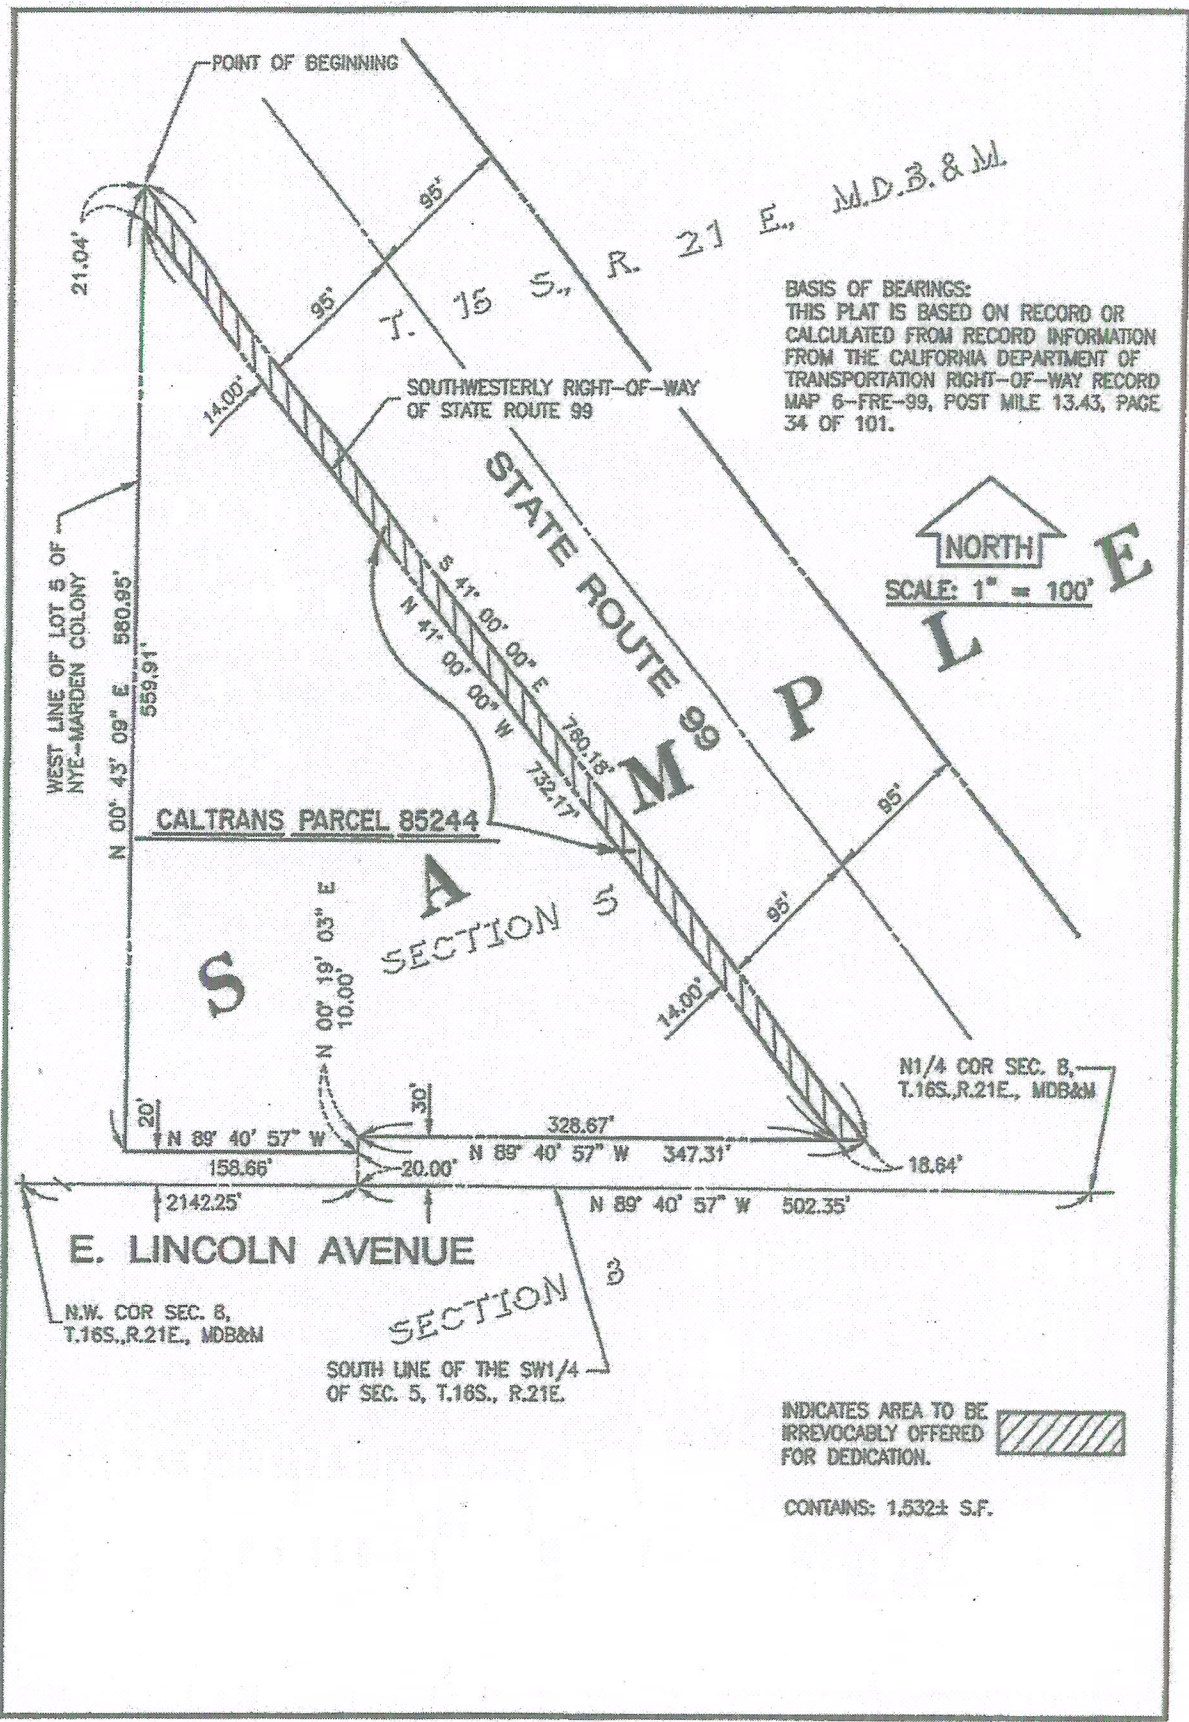 POINT OF BEGINNING
95'
T. 15 S., R. 21 E., M.D.B. & M.
21.04'
95'
BASIS OF BEARINGS:
THIS PLAT IS BASED ON RECORD OR
CALCULATED FROM RECORD INFORMATION
FROM THE CALIFORNIA DEPARTMENT OF
TRANSPORTATION RIGHT-OF-WAY RECORD
MAP 6-FRE-99, POST MILE 13.43, PAGE
34 OF 101.
14.00'
SOUTHWESTERLY RIGHT-OF-WAY
OF STATE ROUTE 99
STATE ROUTE 99
NORTH
SCALE: 1" = 100'
WEST LINE OF LOT 5 OF
NYE-MARDEN COLONY
N 00° 43' 09" E 580.95'
559.91'
S 41° 00' 00" E 760.18'
N 41° 00' 00" W 732.17'
SAMPLE
CALTRANS PARCEL 85244
95'
95'
SECTION 5
N 00° 19' 03" E
10.00'
14.00'
N1/4 COR SEC. 8,
T.16S.,R.21E., MDB&M
20'
30'
N 89° 40' 57" W
328.67'
N 89° 40' 57" W 347.31'
158.66'
20.00'
18.64'
2142.25'
N 89° 40' 57" W 502.35'
E. LINCOLN AVENUE
N.W. COR SEC. 8,
T.16S.,R.21E., MDB&M
SECTION 8
SOUTH LINE OF THE SW1/4
OF SEC. 5, T.16S., R.21E.
INDICATES AREA TO BE
IRREVOCABLY OFFERED
FOR DEDICATION.
CONTAINS: 1,532± S.F.